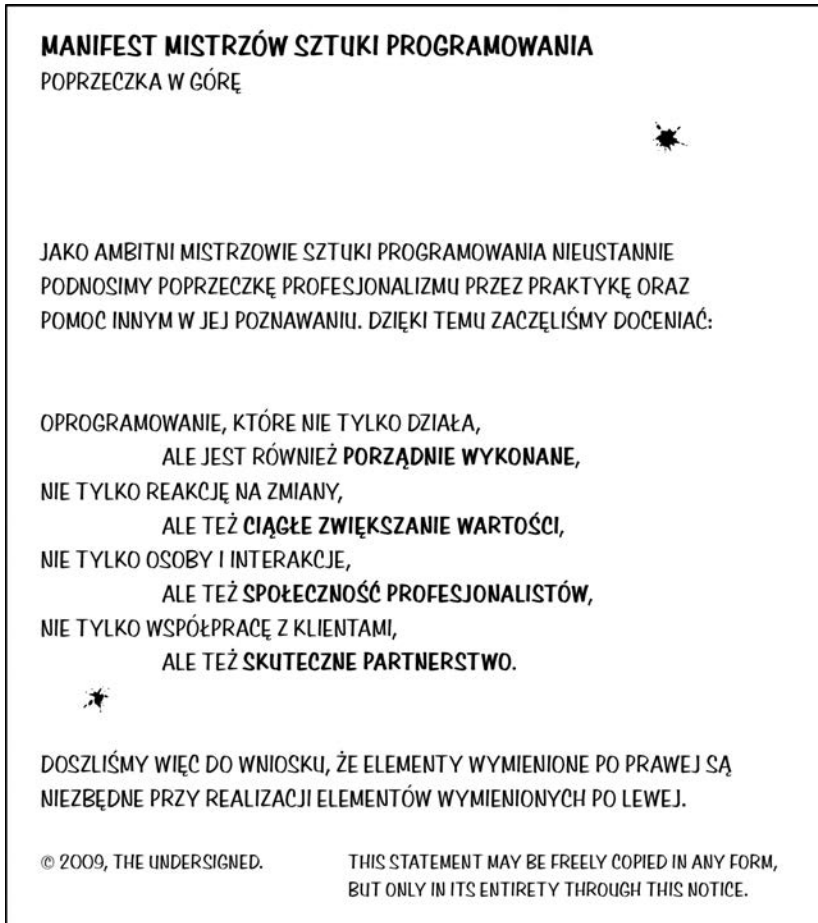 MANIFEST MISTRZÓW SZTUKI PROGRAMOWANIA
POPRZECZKA W GÓRĘ
JAKO AMBITNI MISTRZOWIE SZTUKI PROGRAMOWANIA NIEUSTANNIE
PODNOSIMY POPRZECZKĘ PROFESJONALIZMU PRZEZ PRAKTYKĘ ORAZ
POMOC INNYM W JEJ POZNAWANIU. DZIĘKI TEMU ZACZĘLIŚMY DOCENIAĆ:
OPROGRAMOWANIE, KTÓRE NIE TYLKO DZIAŁA,
ALE JEST RÓWNIEŻ PORZĄDNIE WYKONANE,
NIE TYLKO REAKCJĘ NA ZMIANY,
ALE TEŻ CIĄGŁE ZWIĘKSZANIE WARTOŚCI,
NIE TYLKO OSOBY I INTERAKCJE,
ALE TEŻ SPOŁECZNOŚĆ PROFESJONALISTÓW,
NIE TYLKO WSPÓŁPRACĘ Z KLIENTAMI,
ALE TEŻ SKUTECZNE PARTNERSTWO.
DOSZLIŚMY WIĘC DO WNIOSKU, ŻE ELEMENTY WYMIENIONE PO PRAWEJ SĄ
NIEZBĘDNE PRZY REALIZACJI ELEMENTÓW WYMIENIONYCH PO LEWEJ.
© 2009, THE UNDERSIGNED.
THIS STATEMENT MAY BE FREELY COPIED IN ANY FORM,
BUT ONLY IN ITS ENTIRETY THROUGH THIS NOTICE.